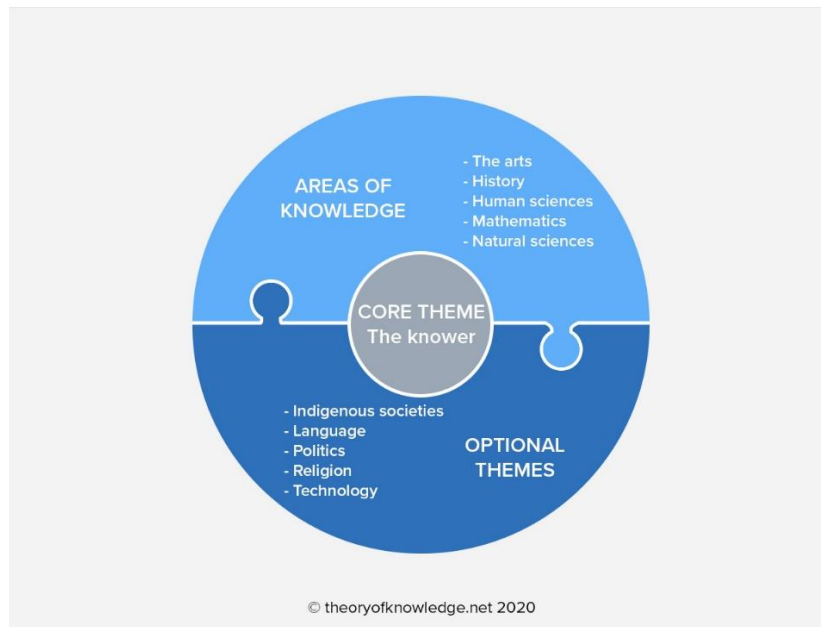 AREAS OF
KNOWLEDGE
- The arts
- History
- Human sciences
- Mathematics
- Natural sciences
CORE THEME
The knower
- Indigenous societies
- Language
- Politics
- Religion
- Technology
OPTIONAL
THEMES
© theoryofknowledge.net 2020